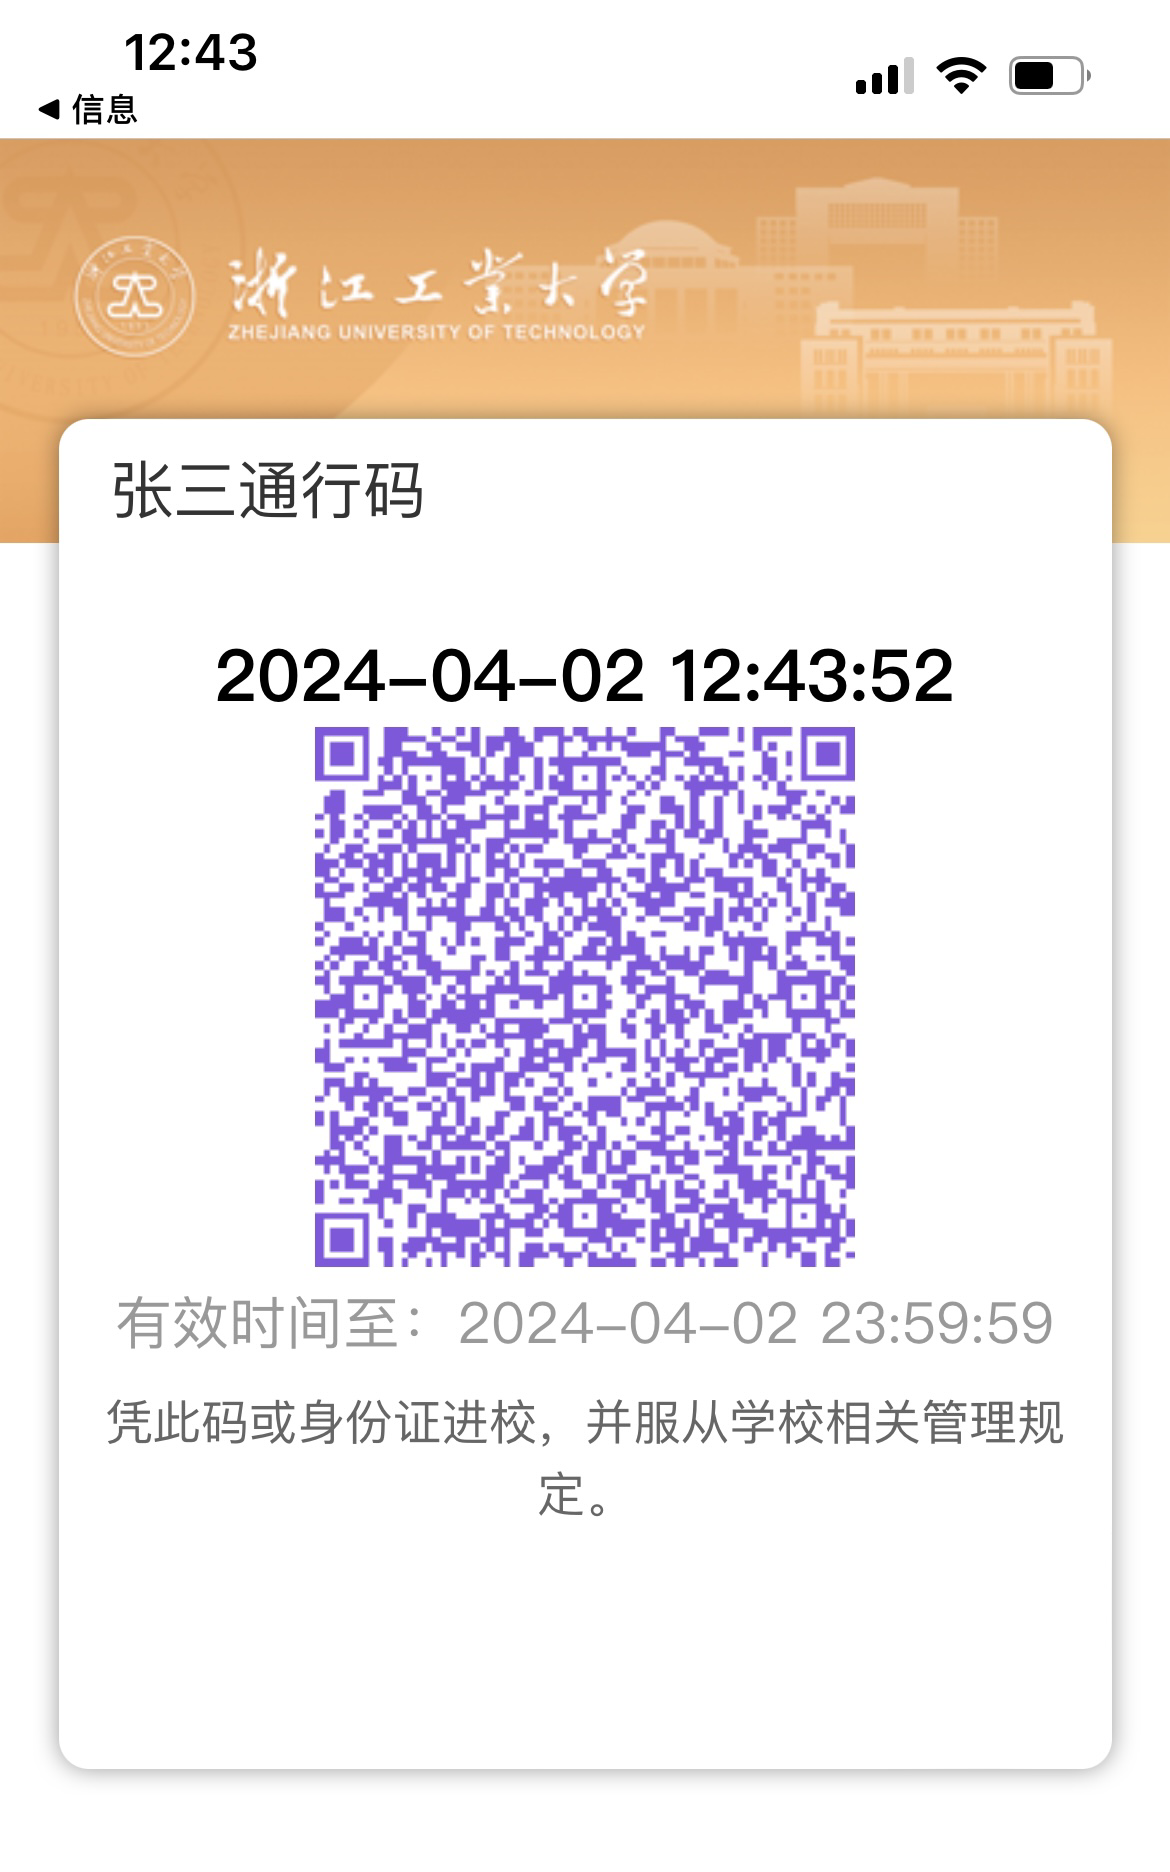 12:43
信息
浙江工业大学
ZHEJIANG UNIVERSITY OF TECHNOLOGY
张三通行码
2024-04-02 12:43:52
有效时间至：2024-04-02 23:59:59
凭此码或身份证进校，并服从学校相关管理规
定。